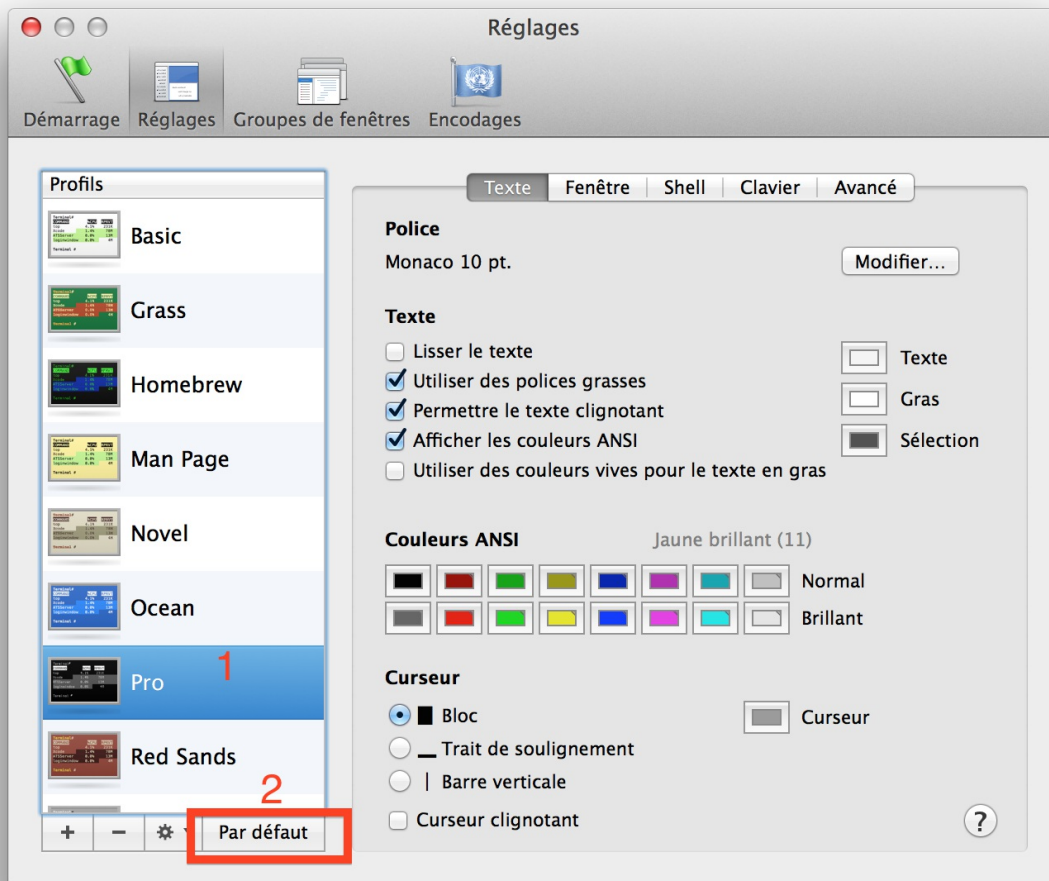 Réglages
Démarrage Réglages Groupes de fenêtres Encodages
Profils
Texte Fenêtre Shell Clavier Avancé
Basic
Grass
Homebrew
Man Page
Novel
Ocean
Pro
1
Red Sands
2
+ − Par défaut
Police
Monaco 10 pt.
Modifier...
Texte
Lisser le texte
Utiliser des polices grasses
Permettre le texte clignotant
Afficher les couleurs ANSI
Utiliser des couleurs vives pour le texte en gras
Texte
Gras
Sélection
Couleurs ANSI
Jaune brillant (11)
Normal
Brillant
Curseur
Bloc
Trait de soulignement
Barre verticale
Curseur clignotant
Curseur
?